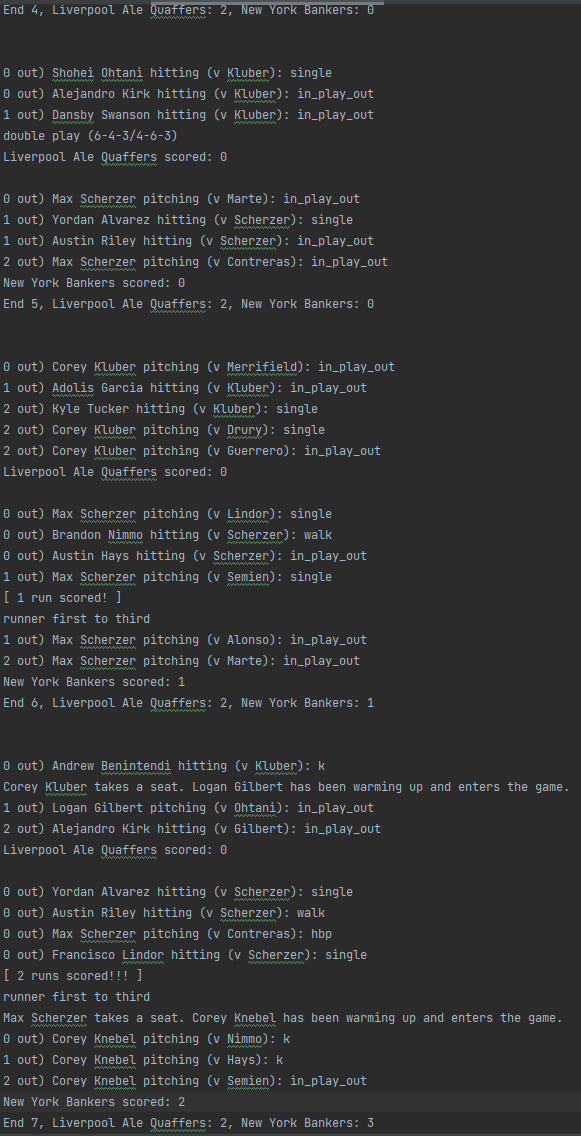 End 4, Liverpool Ale Quaffers: 2, New York Bankers: 0
0 out) Shohei Ohtani hitting (v Kluber): single
0 out) Alejandro Kirk hitting (v Kluber): in_play_out
1 out) Dansby Swanson hitting (v Kluber): in_play_out
double play (6-4-3/4-6-3)
Liverpool Ale Quaffers scored: 0
0 out) Max Scherzer pitching (v Marte): in_play_out
1 out) Yordan Alvarez hitting (v Scherzer): single
1 out) Austin Riley hitting (v Scherzer): in_play_out
2 out) Max Scherzer pitching (v Contreras): in_play_out
New York Bankers scored: 0
End 5, Liverpool Ale Quaffers: 2, New York Bankers: 0
0 out) Corey Kluber pitching (v Merrifield): in_play_out
1 out) Adolis Garcia hitting (v Kluber): in_play_out
2 out) Kyle Tucker hitting (v Kluber): single
2 out) Corey Kluber pitching (v Drury): single
2 out) Corey Kluber pitching (v Guerrero): in_play_out
Liverpool Ale Quaffers scored: 0
0 out) Max Scherzer pitching (v Lindor): single
0 out) Brandon Nimmo hitting (v Scherzer): walk
0 out) Austin Hays hitting (v Scherzer): in_play_out
1 out) Max Scherzer pitching (v Semien): single
[ 1 run scored! ]
runner first to third
1 out) Max Scherzer pitching (v Alonso): in_play_out
2 out) Max Scherzer pitching (v Marte): in_play_out
New York Bankers scored: 1
End 6, Liverpool Ale Quaffers: 2, New York Bankers: 1
0 out) Andrew Benintendi hitting (v Kluber): k
Corey Kluber takes a seat. Logan Gilbert has been warming up and enters the game.
1 out) Logan Gilbert pitching (v Ohtani): in_play_out
2 out) Alejandro Kirk hitting (v Gilbert): in_play_out
Liverpool Ale Quaffers scored: 0
0 out) Yordan Alvarez hitting (v Scherzer): single
0 out) Austin Riley hitting (v Scherzer): walk
0 out) Max Scherzer pitching (v Contreras): hbp
0 out) Francisco Lindor hitting (v Scherzer): single
[ 2 runs scored!!! ]
runner first to third
Max Scherzer takes a seat. Corey Knebel has been warming up and enters the game.
0 out) Corey Knebel pitching (v Nimmo): k
1 out) Corey Knebel pitching (v Hays): k
2 out) Corey Knebel pitching (v Semien): in_play_out
New York Bankers scored: 2
End 7, Liverpool Ale Quaffers: 2, New York Bankers: 3